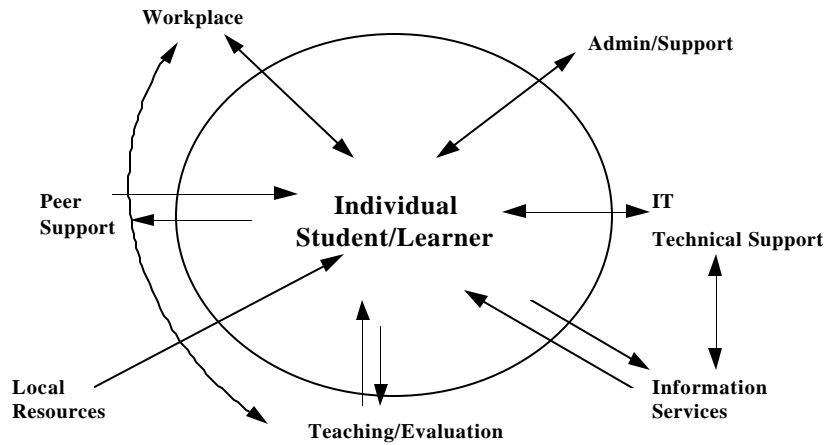 Workplace
Admin/Support
Peer
Support
Individual
Student/Learner
IT
Technical Support
Local
Resources
Information
Services
Teaching/Evaluation